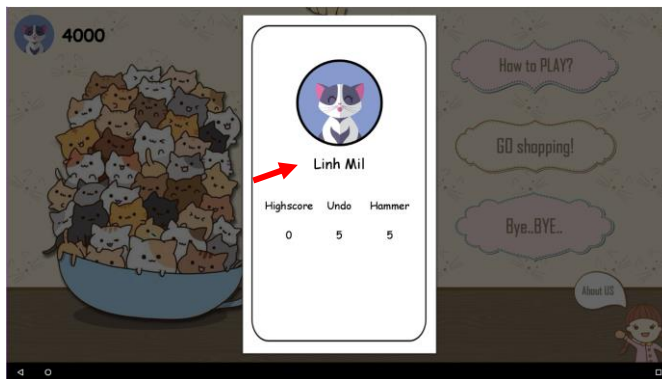 4000
Linh Mil
Highscore Undo Hammer
0 5 5
How to PLAY?
GO shopping!
Bye..BYE..
About US